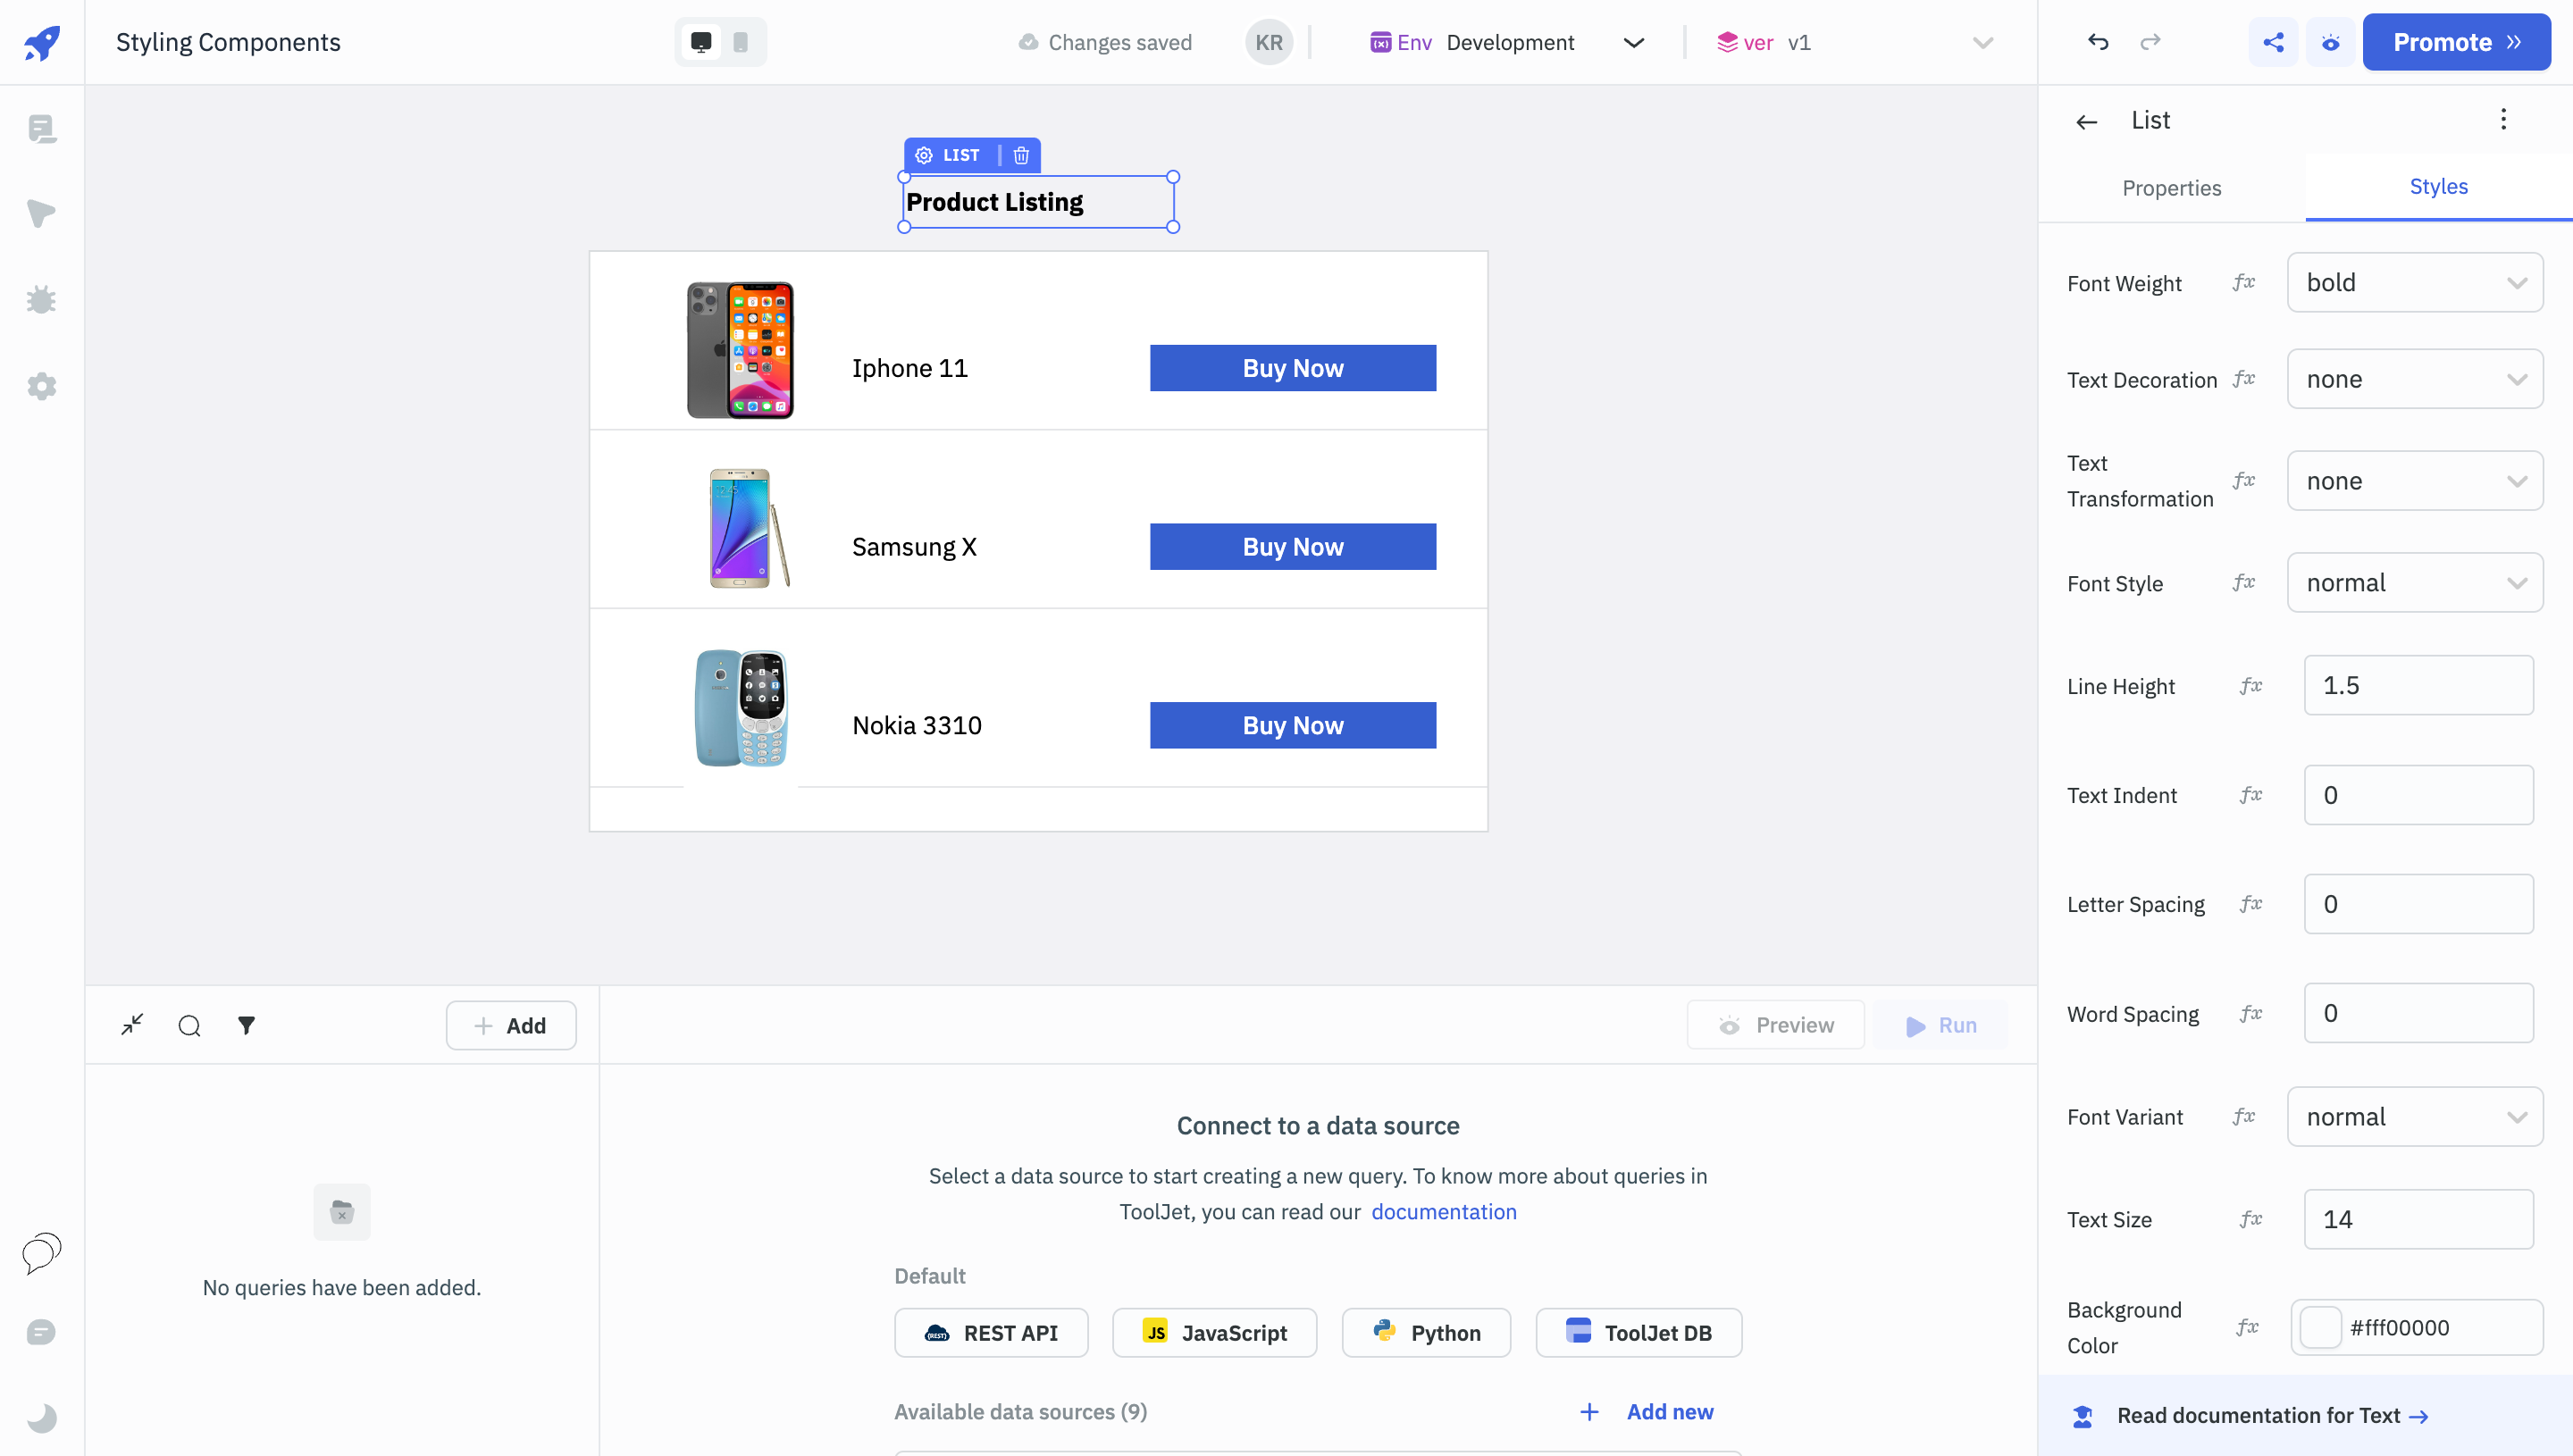 Styling Components
Changes saved
KR
Env Development
ver v1
Promote
LIST
Product Listing
Iphone 11
Buy Now
Samsung X
Buy Now
Nokia 3310
Buy Now
List
Properties
Styles
Font Weight
fx
bold
Text Decoration
fx
none
Text
Transformation
fx
none
Font Style
fx
normal
Line Height
fx
1.5
Text Indent
fx
0
Letter Spacing
fx
0
Word Spacing
fx
0
Font Variant
fx
normal
Text Size
fx
14
Background
Color
fx
#fff00000
Read documentation for Text →
Add
Preview
Run
No queries have been added.
Connect to a data source
Select a data source to start creating a new query. To know more about queries in
ToolJet, you can read our documentation
Default
REST API
JS JavaScript
Python
ToolJet DB
Available data sources (9)
+ Add new